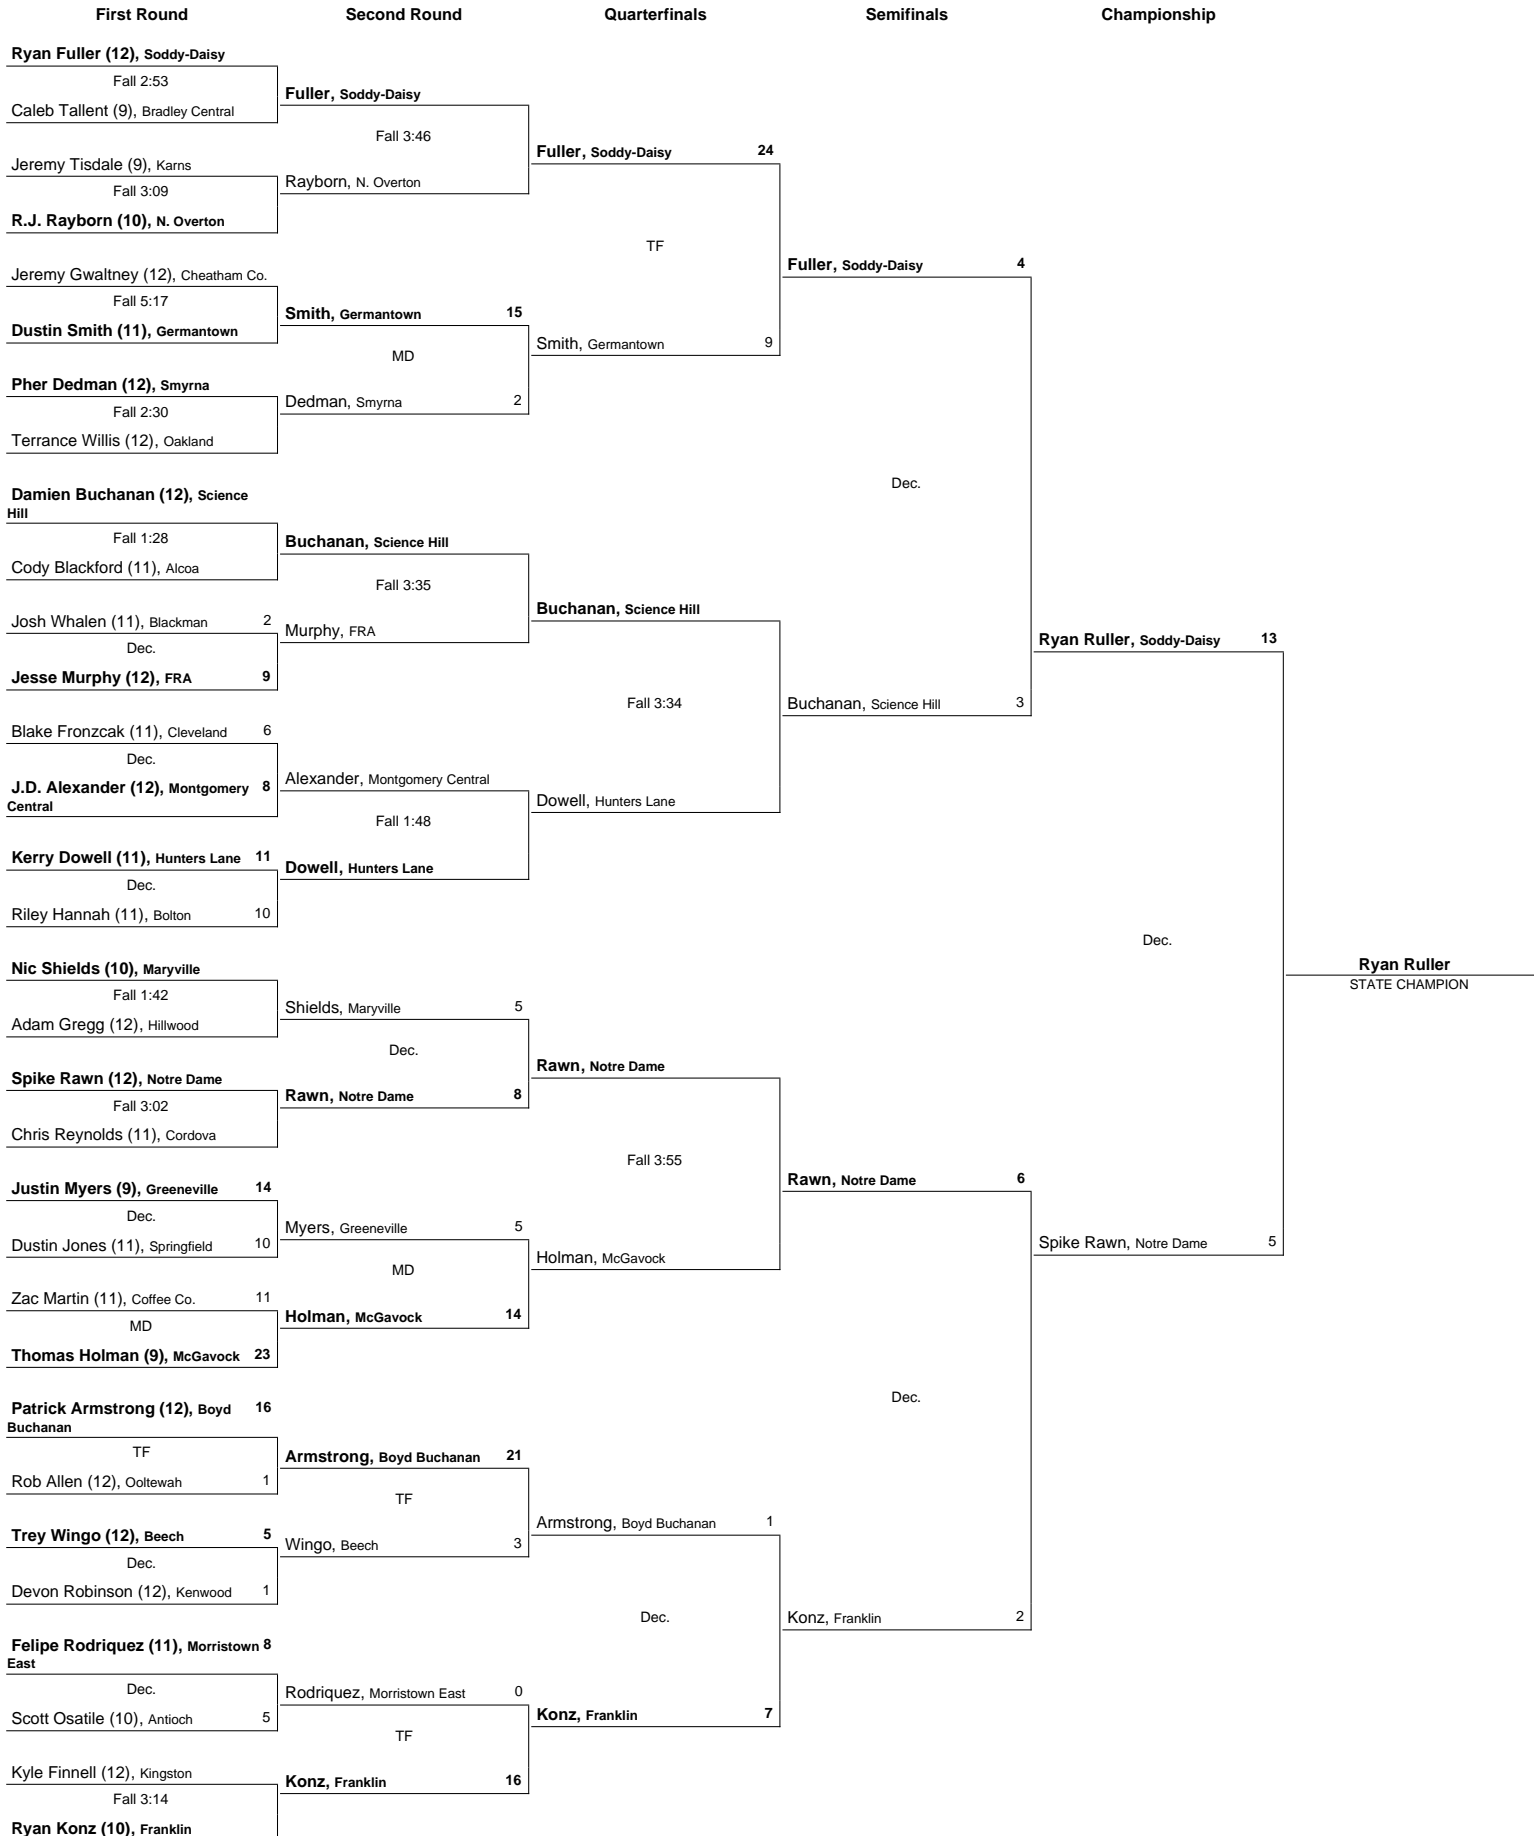 First Round
Second Round
Quarterfinals
Semifinals
Championship
Ryan Fuller (12), Soddy-Daisy
Fall 2:53
Caleb Tallent (9), Bradley Central
Jeremy Tisdale (9), Karns
Fall 3:09
R.J. Rayborn (10), N. Overton
Jeremy Gwaltney (12), Cheatham Co.
Fall 5:17
Dustin Smith (11), Germantown
Pher Dedman (12), Smyrna
Fall 2:30
Terrance Willis (12), Oakland
Damien Buchanan (12), Science
Hill
Fall 1:28
Cody Blackford (11), Alcoa
Josh Whalen (11), Blackman 2
Dec.
Jesse Murphy (12), FRA 9
Blake Fronzcak (11), Cleveland 6
Dec.
J.D. Alexander (12), Montgomery 8
Central
Kerry Dowell (11), Hunters Lane 11
Dec.
Riley Hannah (11), Bolton 10
Nic Shields (10), Maryville
Fall 1:42
Adam Gregg (12), Hillwood
Spike Rawn (12), Notre Dame
Fall 3:02
Chris Reynolds (11), Cordova
Justin Myers (9), Greeneville 14
Dec.
Dustin Jones (11), Springfield 10
Zac Martin (11), Coffee Co. 11
MD
Thomas Holman (9), McGavock 23
Patrick Armstrong (12), Boyd 16
Buchanan
TF
Rob Allen (12), Ooltewah 1
Trey Wingo (12), Beech 5
Dec.
Devon Robinson (12), Kenwood 1
Felipe Rodriquez (11), Morristown 8
East
Dec.
Scott Osatile (10), Antioch 5
Kyle Finnell (12), Kingston
Fall 3:14
Ryan Konz (10), Franklin
Fuller, Soddy-Daisy
Fall 3:46
Rayborn, N. Overton
Smith, Germantown 15
MD
Dedman, Smyrna 2
Buchanan, Science Hill
Fall 3:35
Murphy, FRA
Alexander, Montgomery Central
Fall 1:48
Dowell, Hunters Lane
Shields, Maryville 5
Dec.
Rawn, Notre Dame 8
Myers, Greeneville 5
MD
Holman, McGavock 14
Armstrong, Boyd Buchanan 21
TF
Wingo, Beech 3
Rodriquez, Morristown East 0
TF
Konz, Franklin 16
Fuller, Soddy-Daisy 24
TF
Smith, Germantown 9
Buchanan, Science Hill
Fall 3:34
Dowell, Hunters Lane
Rawn, Notre Dame
Fall 3:55
Holman, McGavock
Armstrong, Boyd Buchanan 1
Dec.
Konz, Franklin 7
Fuller, Soddy-Daisy 4
Dec.
Buchanan, Science Hill 3
Rawn, Notre Dame 6
Dec.
Konz, Franklin 2
Ryan Ruller, Soddy-Daisy 13
Dec.
Spike Rawn, Notre Dame 5
Ryan Ruller
STATE CHAMPION